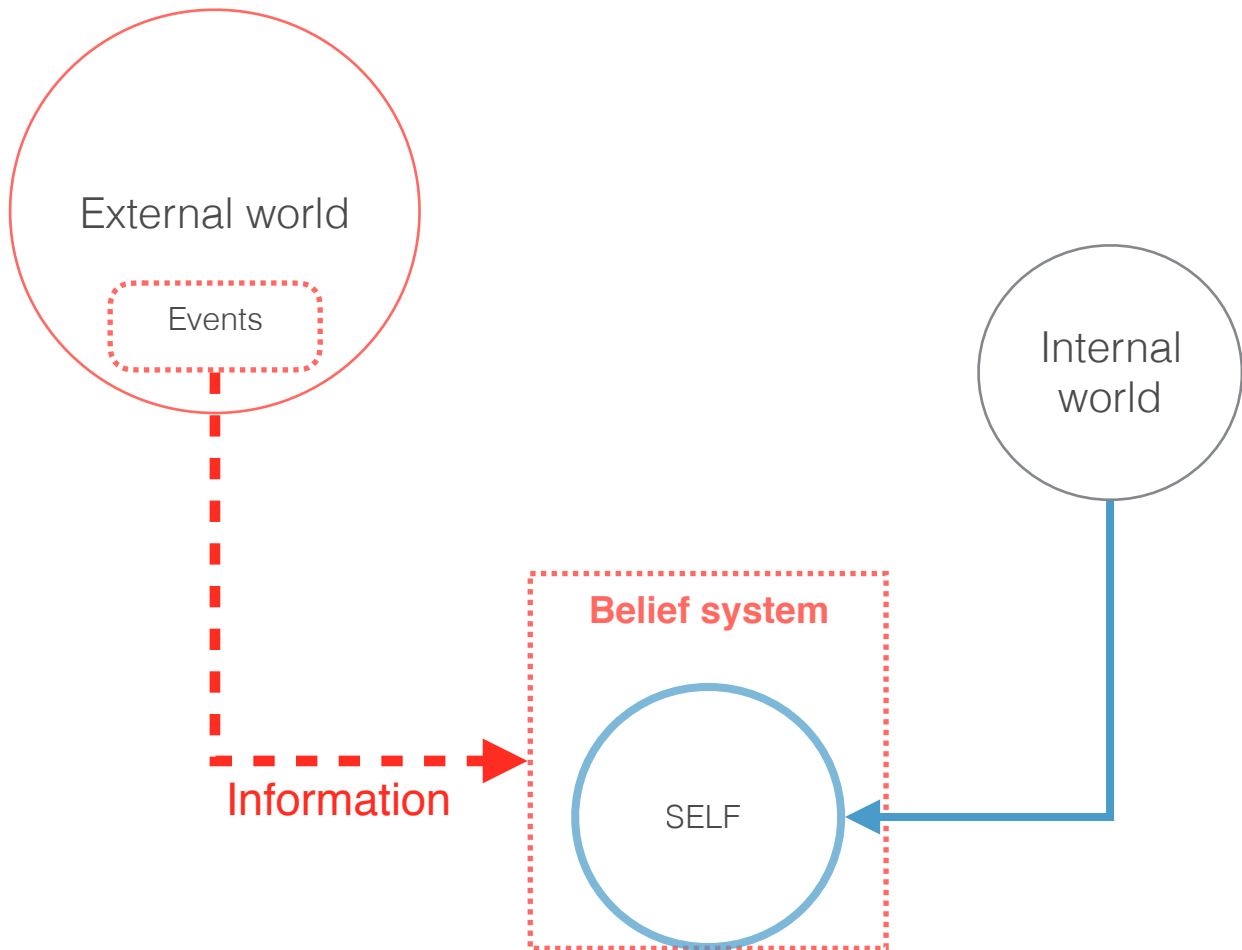 External world
Events
Internal
world
Belief system
Information
SELF